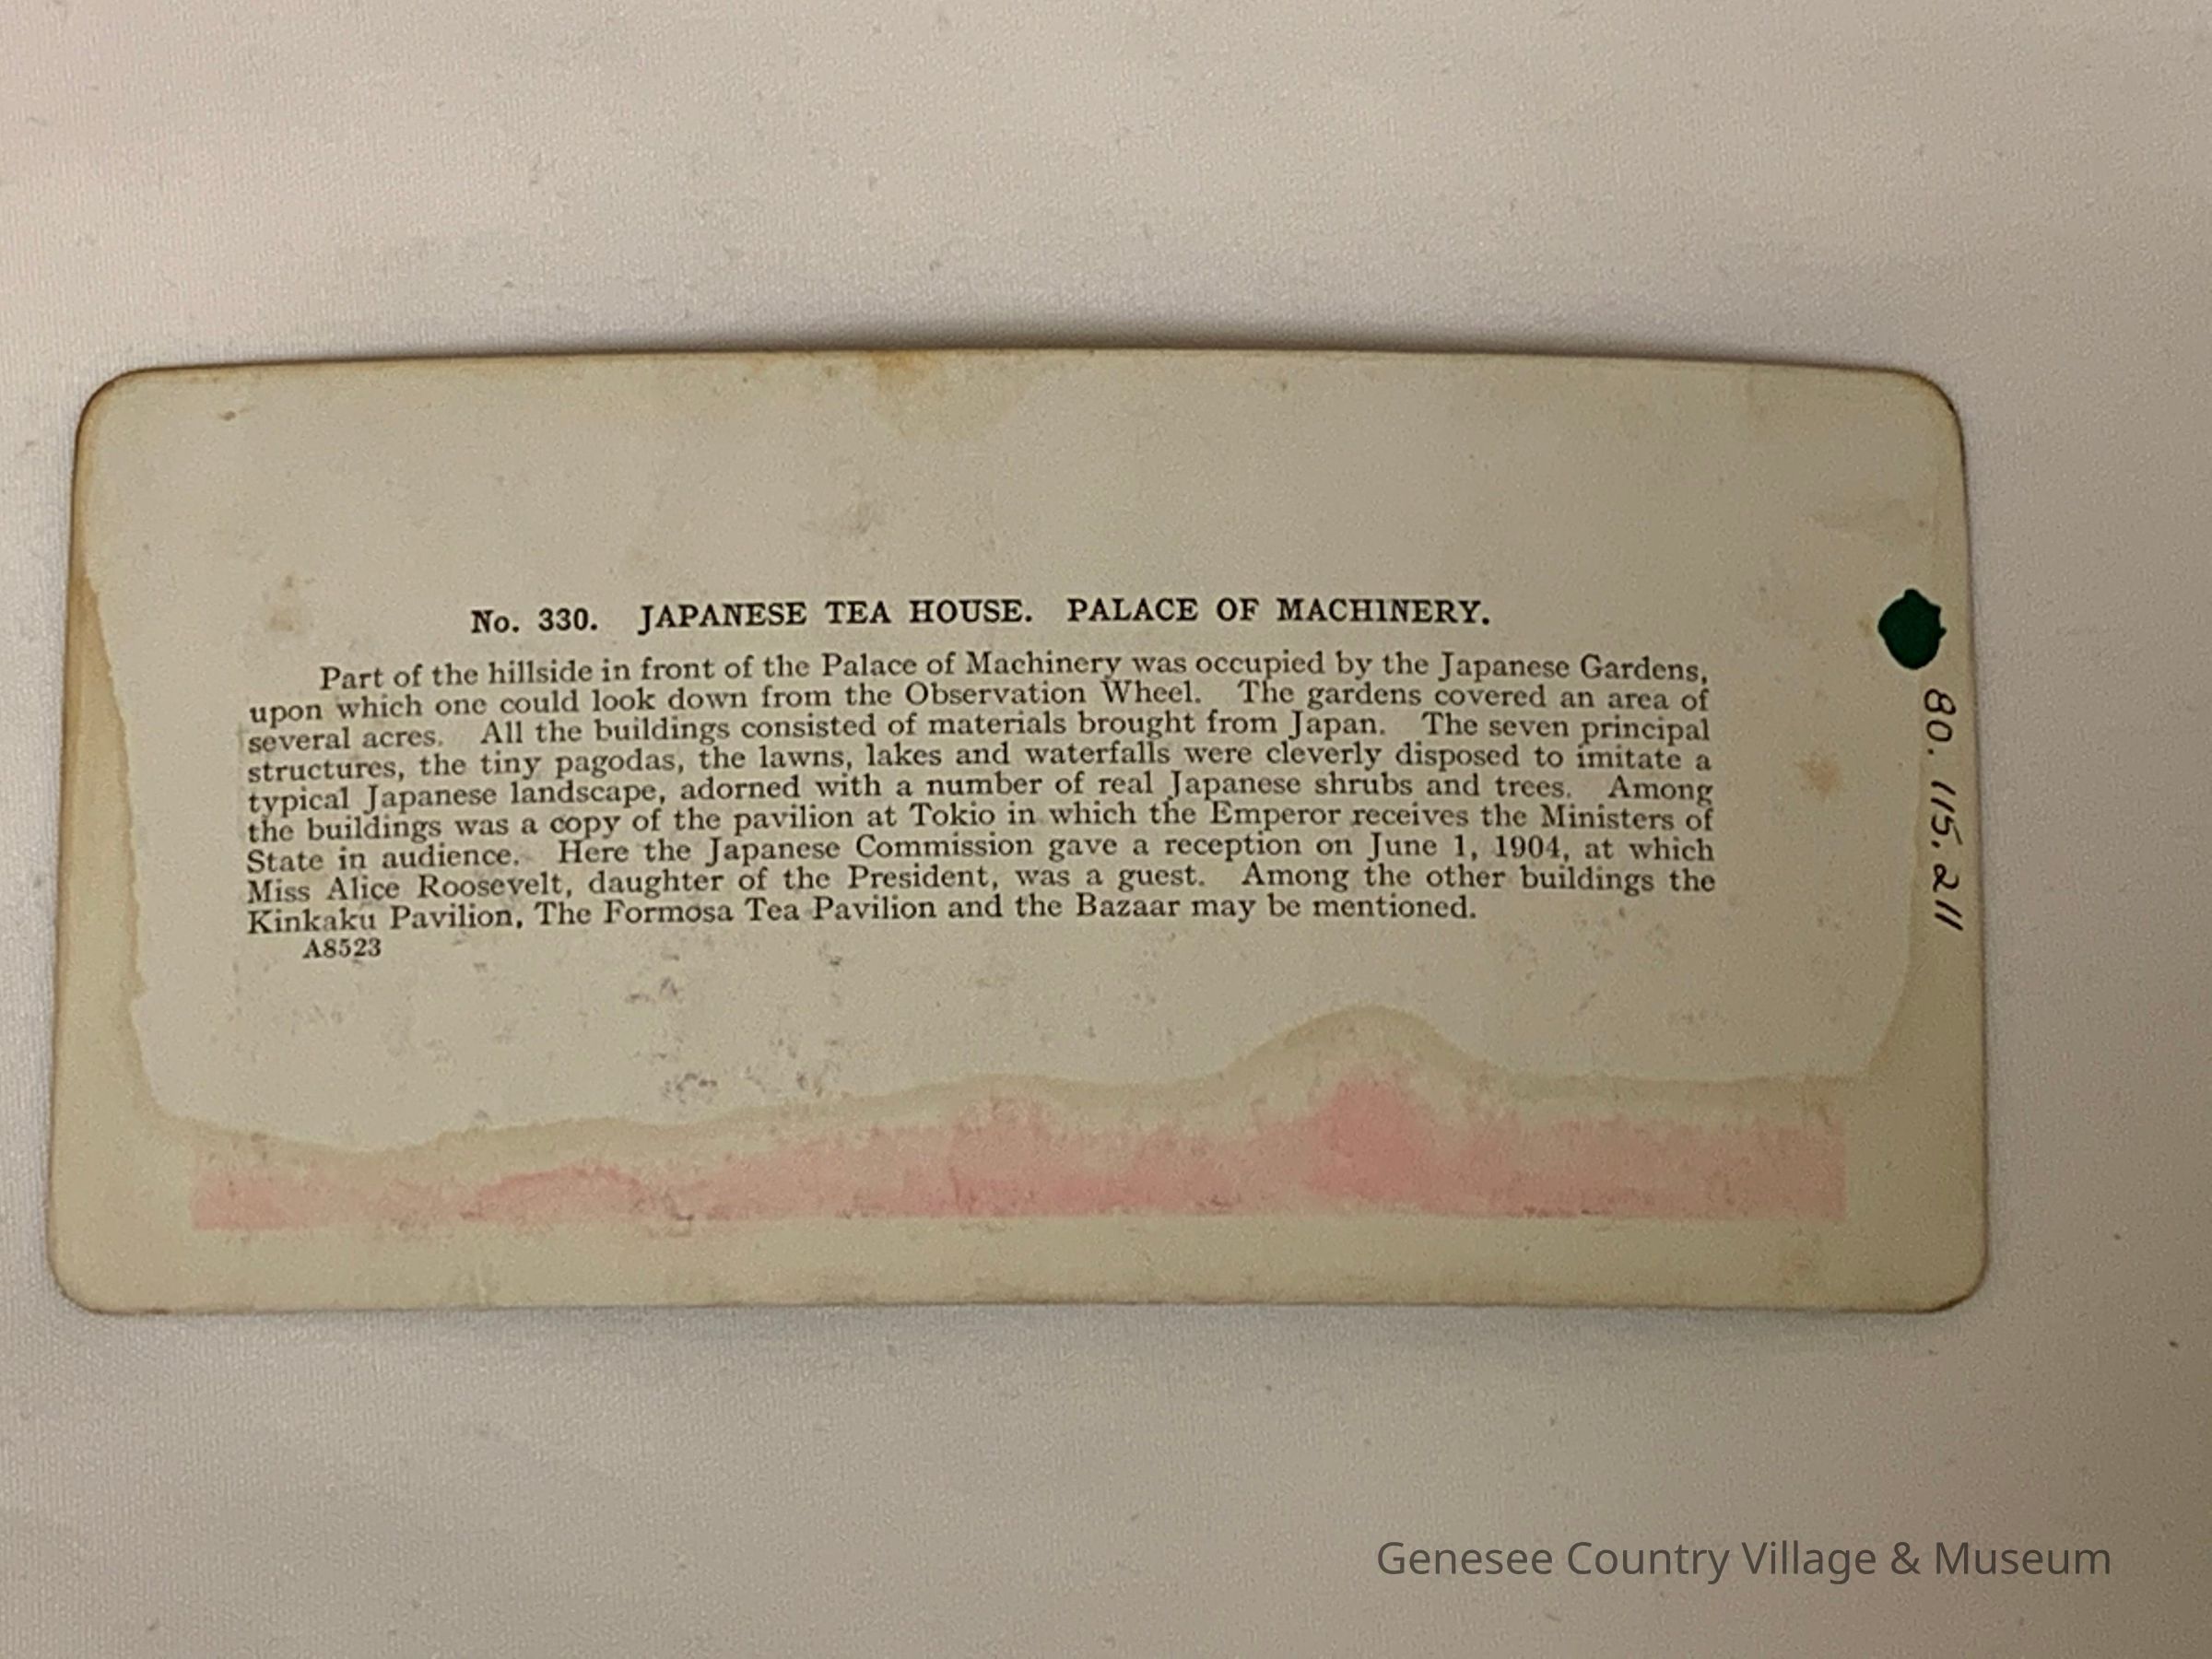 No. 330. JAPANESE TEA HOUSE. PALACE OF MACHINERY.
Part of the hillside in front of the Palace of Machinery was occupied by the Japanese Gardens,
upon which one could look down from the Observation Wheel. The gardens covered an area of
several acres. All the buildings consisted of materials brought from Japan. The seven principal
structures, the tiny pagodas, the lawns, lakes and waterfalls were cleverly disposed to imitate a
typical Japanese landscape, adorned with a number of real Japanese shrubs and trees. Among
the buildings was a copy of the pavilion at Tokio in which the Emperor receives the Ministers of
State in audience. Here the Japanese Commission gave a reception on June 1, 1904, at which
Miss Alice Roosevelt, daughter of the President, was a guest. Among the other buildings the
Kinkaku Pavilion, The Formosa Tea Pavilion and the Bazaar may be mentioned.
A8523
80.115.211
Genesee Country Village & Museum